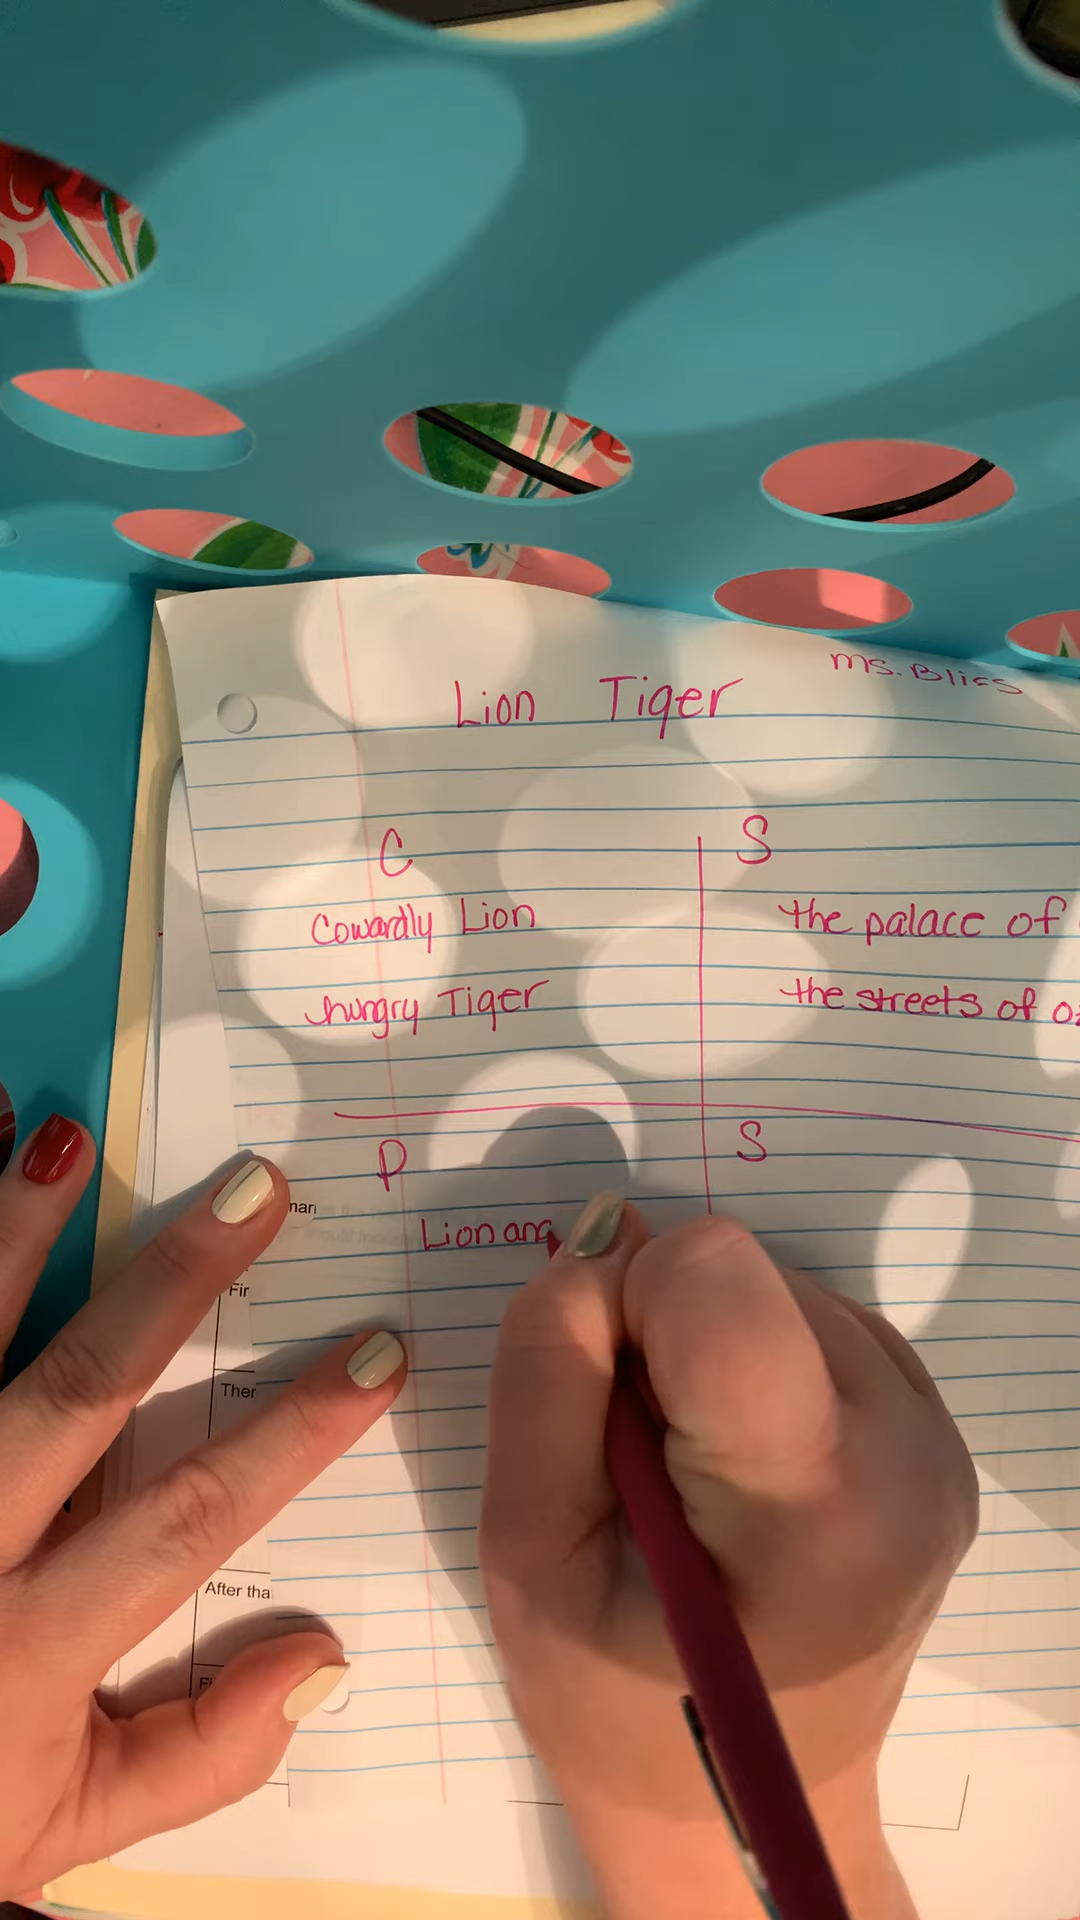 Ms. Bliss
Lion Tiger
C
S
Cowardly Lion
the palace of
hungry Tiger
the streets of oz
P
S
Lion and
Fir
Ther
After tha